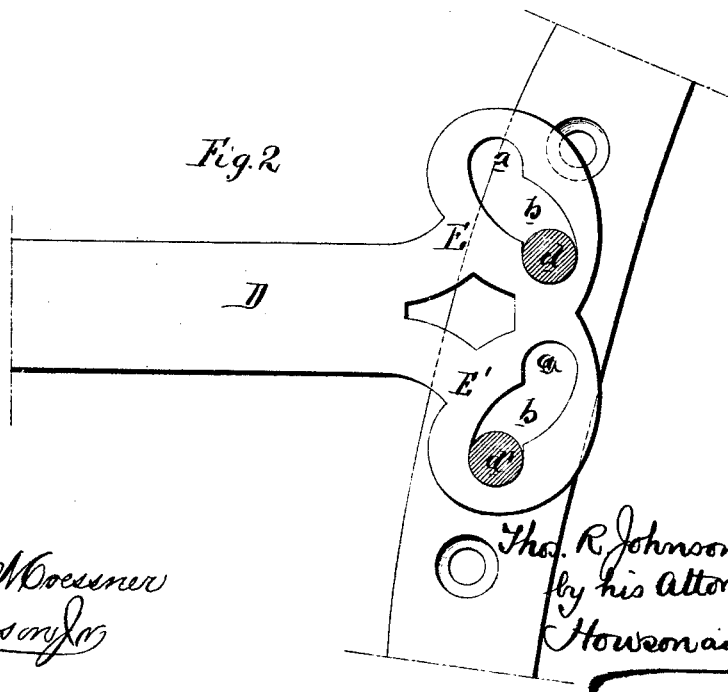 Fig. 2
a
b
E
d
D
a
E'
b
d'
Moessner
son Jr
Thos. R. Johnson
by his Attor
Howson